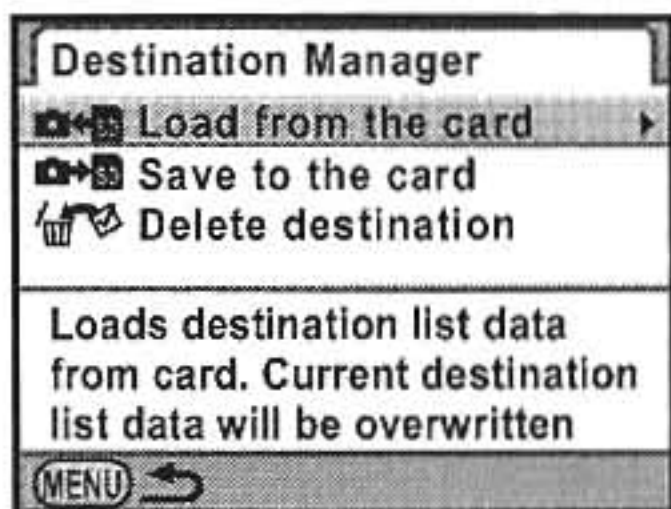 Destination Manager
Load from the card
Save to the card
Delete destination
Loads destination list data
from card. Current destination
list data will be overwritten
MENU